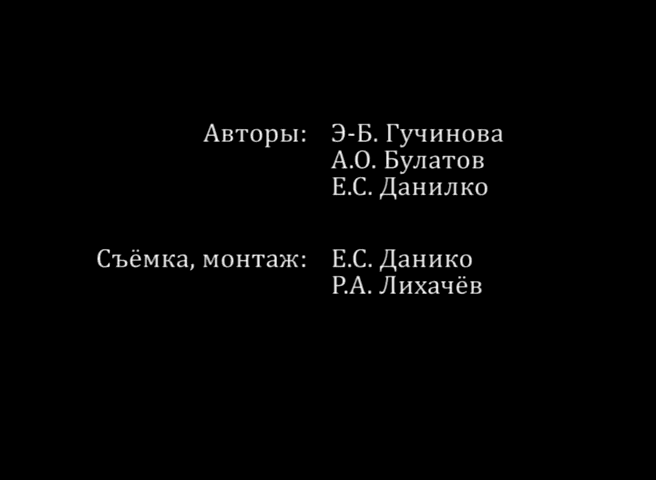 Авторы: Э-Б. Гучинова
А.О. Булатов
Е.С. Данилко
Съёмка, монтаж: Е.С. Данико
Р.А. Лихачёв